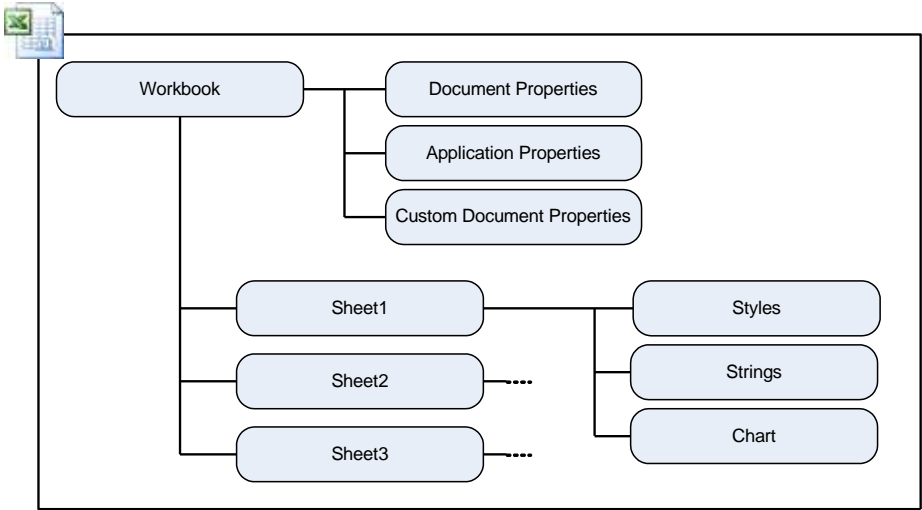 Workbook
Document Properties
Application Properties
Custom Document Properties
Sheet1
Styles
Sheet2
Strings
Sheet3
Chart